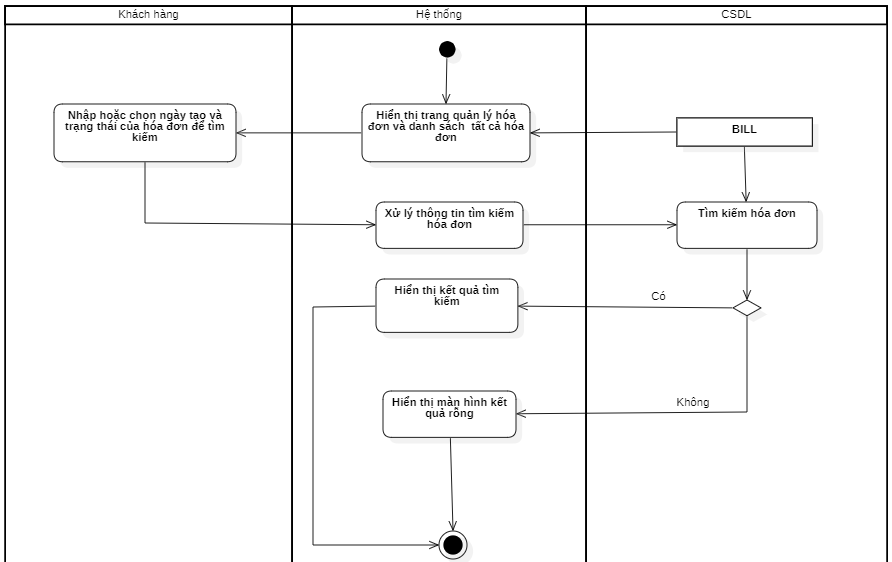 Khách hàng
Hệ thống
CSDL
Nhập hoặc chọn ngày tạo và
trạng thái của hóa đơn để tìm
kiếm
Hiển thị trang quản lý hóa
đơn và danh sách tất cả hóa
đơn
BILL
Xử lý thông tin tìm kiếm
hóa đơn
Tìm kiếm hóa đơn
Hiển thị kết quả tìm
kiếm
Có
Hiển thị màn hình kết
quả rỗng
Không